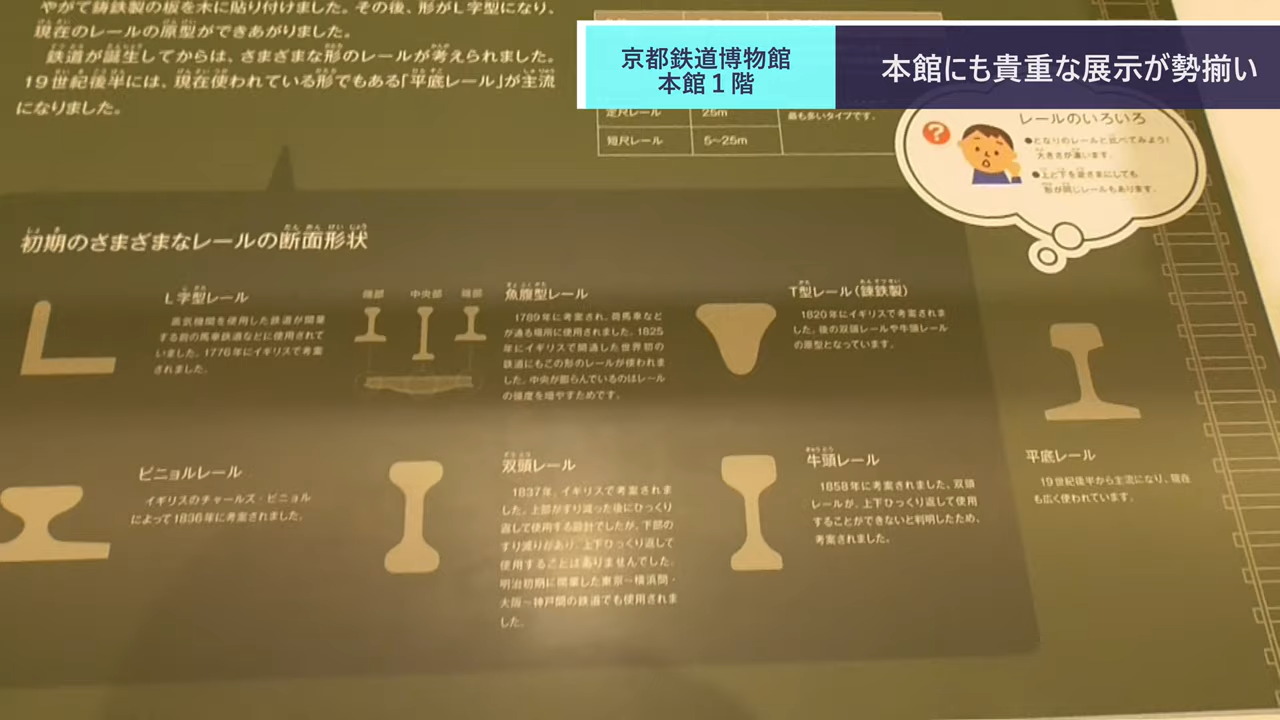 やがて鋳鉄製の板を木に貼り付けました。その後、形がL字型になり、
現在のレールの原型ができあがりました。
鉄道が誕生してからは、さまざまな形のレールが考えられました。
19世紀後半には、現在使われている形でもある「平底レール」が主流
になりました。
京都鉄道博物館
本館1階
本館にも貴重な展示が勢揃い
定尺レール 25m
最も多いタイプです。
短尺レール 5〜25m
レールのいろいろ
●となりのレールと比べてみよう!
大きさが違います。
●上と下を逆さまにしても
形が同じレールもあります。
初期のさまざまなレールの断面形状
L字型レール
蒸気機関を使用した鉄道が開業
する前の馬車鉄道などに使用されて
いました。1776年にイギリスで考案
されました。
端部 中央部 端部
魚腹型レール
1789年に考案され、荷馬車など
が通る場所に使用されました。1825
年にイギリスで開通した世界初の
鉄道にもこの形のレールが使われま
した。中央が膨らんでいるのはレール
の強度を増やすためです。
T型レール(錬鉄製)
1820年にイギリスで考案されま
した。後の双頭レールや牛頭レール
の原型となっています。
ビニョルレール
イギリスのチャールズ・ビニョル
によって1836年に考案されました。
双頭レール
1837年、イギリスで考案されま
した。上部がすり減った後にひっく
り返して使用する設計でしたが、下部の
すり減りがあり、上下ひっくり返して
使用することはありませんでした。
明治初期に開業した東京〜横浜間・
大阪〜神戸間の鉄道でも使用されま
した。
牛頭レール
1858年に考案されました。双頭
レールが、上下ひっくり返して使用
することができないと判明したため、
考案されました。
平底レール
19世紀後半から主流になり、現在
も広く使われています。